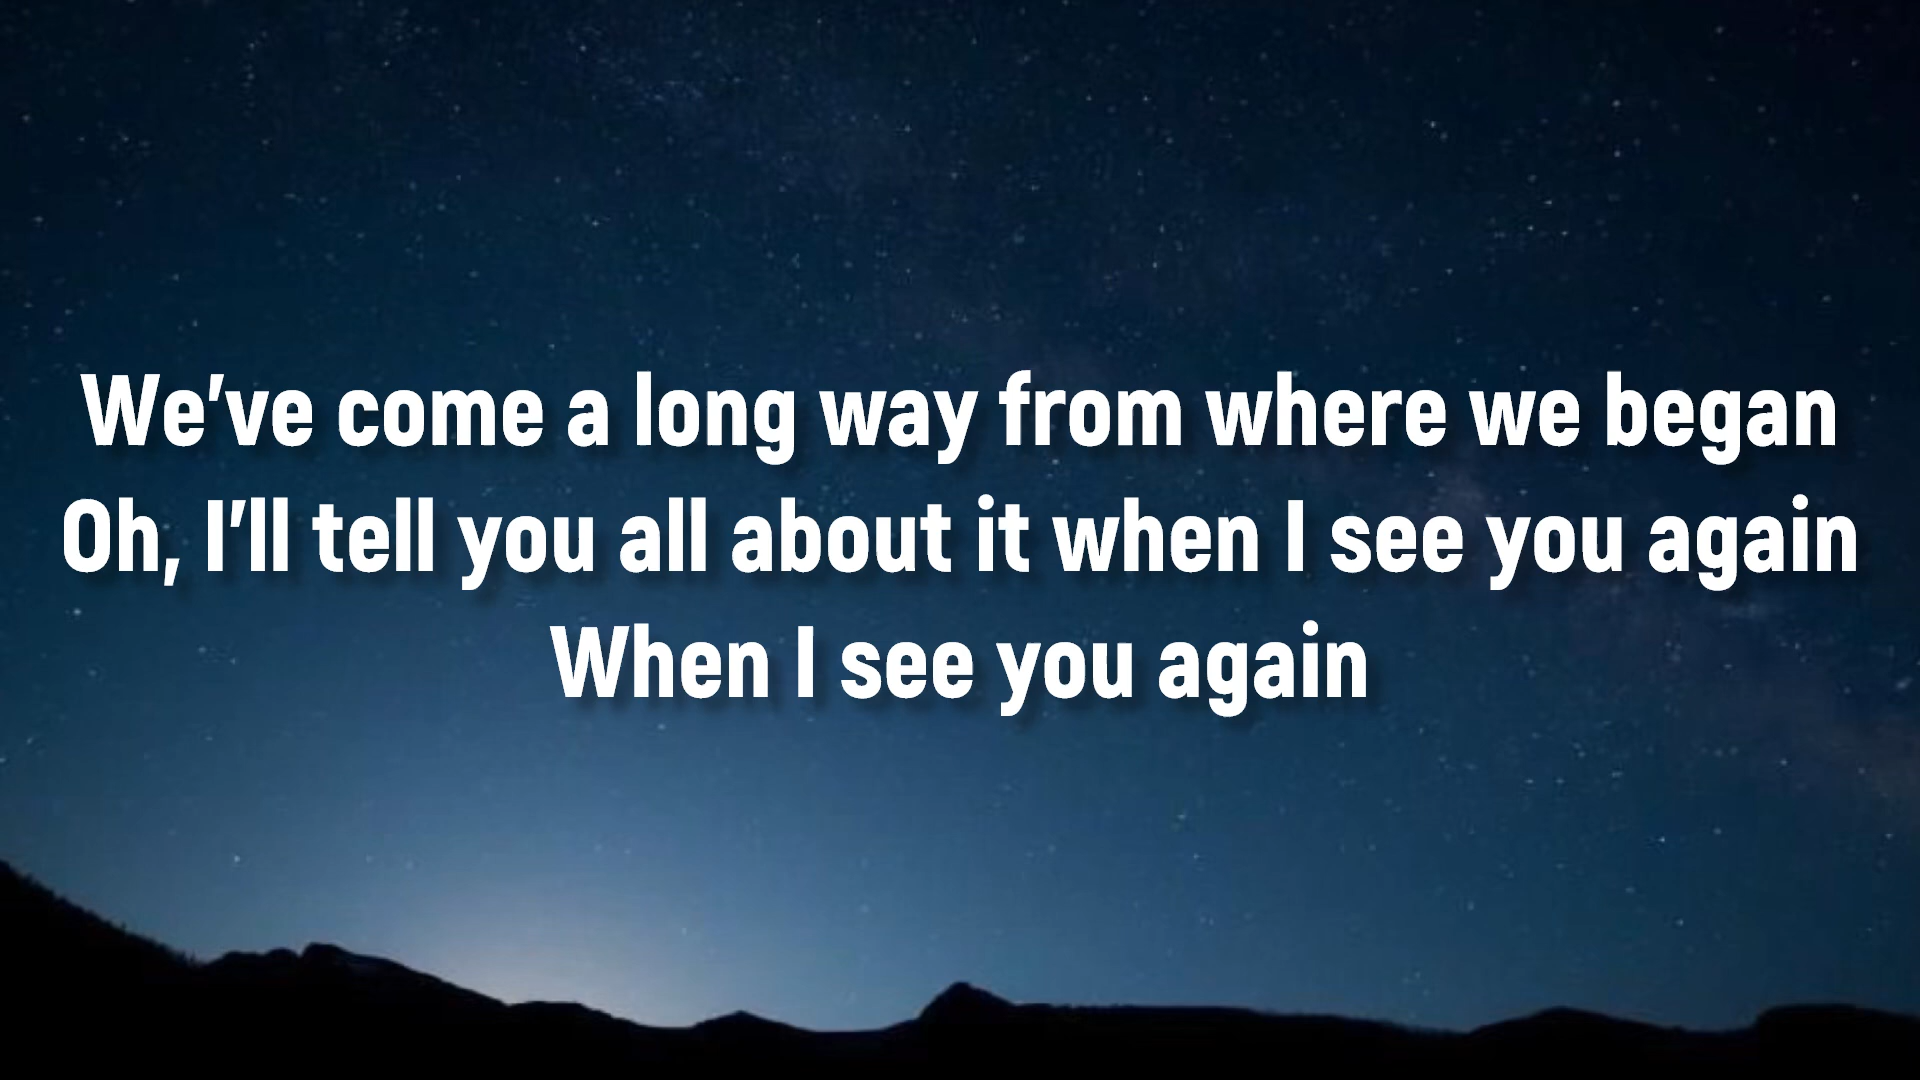 We've come a long way from where we began
Oh, I'll tell you all about it when I see you again
When I see you again